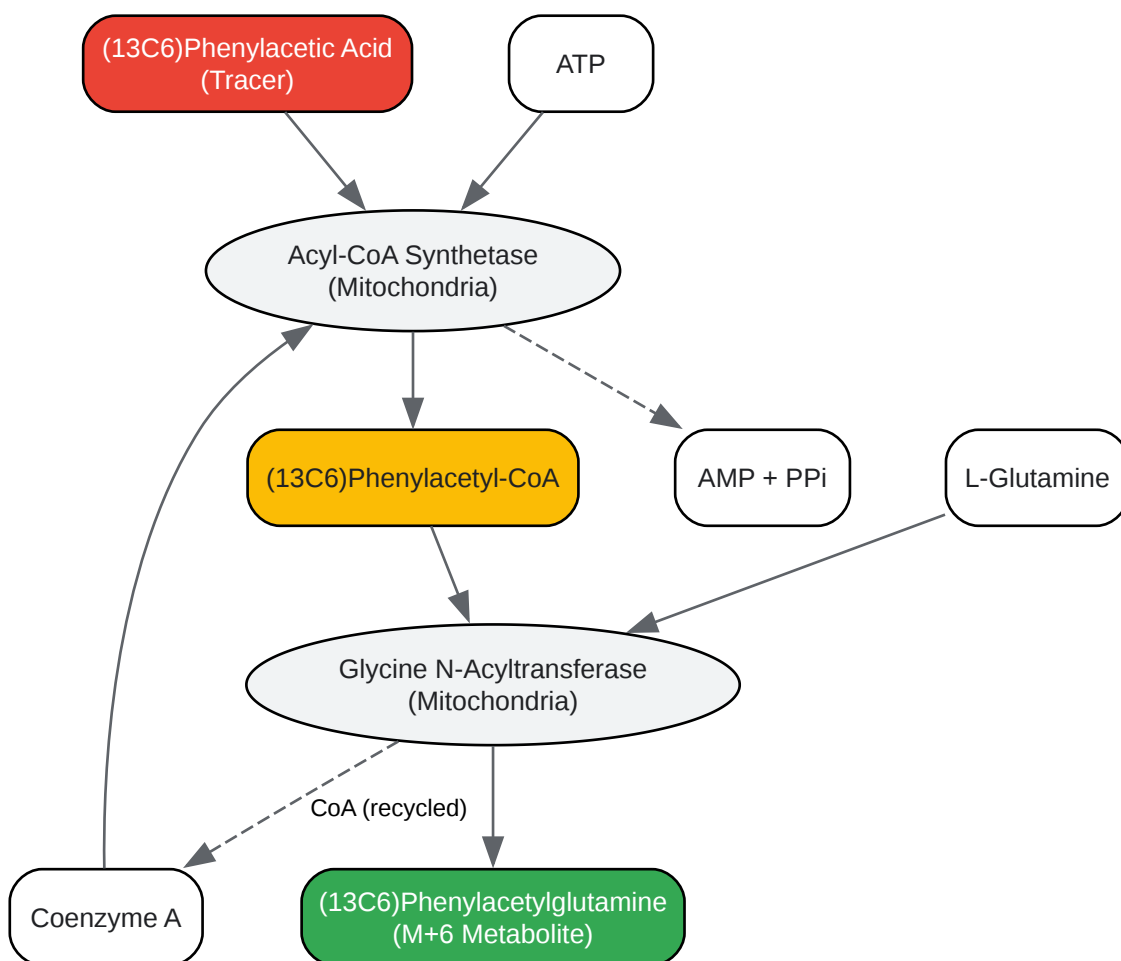 (13C6)Phenylacetic Acid
(Tracer)
ATP
Acyl-CoA Synthetase
(Mitochondria)
(13C6)Phenylacetyl-CoA
AMP + PPi
L-Glutamine
Glycine N-Acyltransferase
(Mitochondria)
CoA (recycled)
Coenzyme A
(13C6)Phenylacetylglutamine
(M+6 Metabolite)